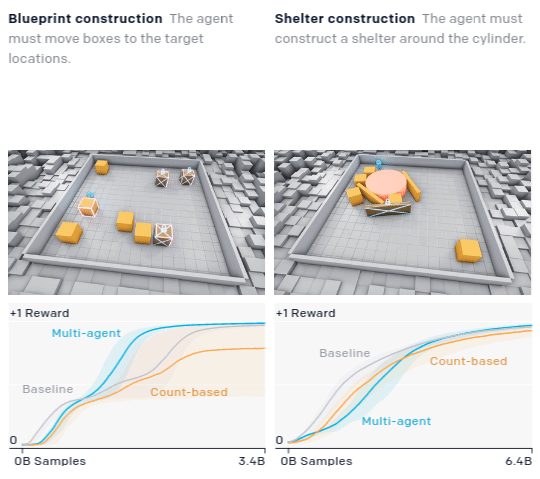 Blueprint construction The agent
must move boxes to the target
locations.
Shelter construction The agent must
construct a shelter around the cylinder.
+1 Reward
Multi-agent
Baseline
Count-based
0
0B Samples
3.4B
+1 Reward
Baseline
Count-based
Multi-agent
0
0B Samples
6.4B